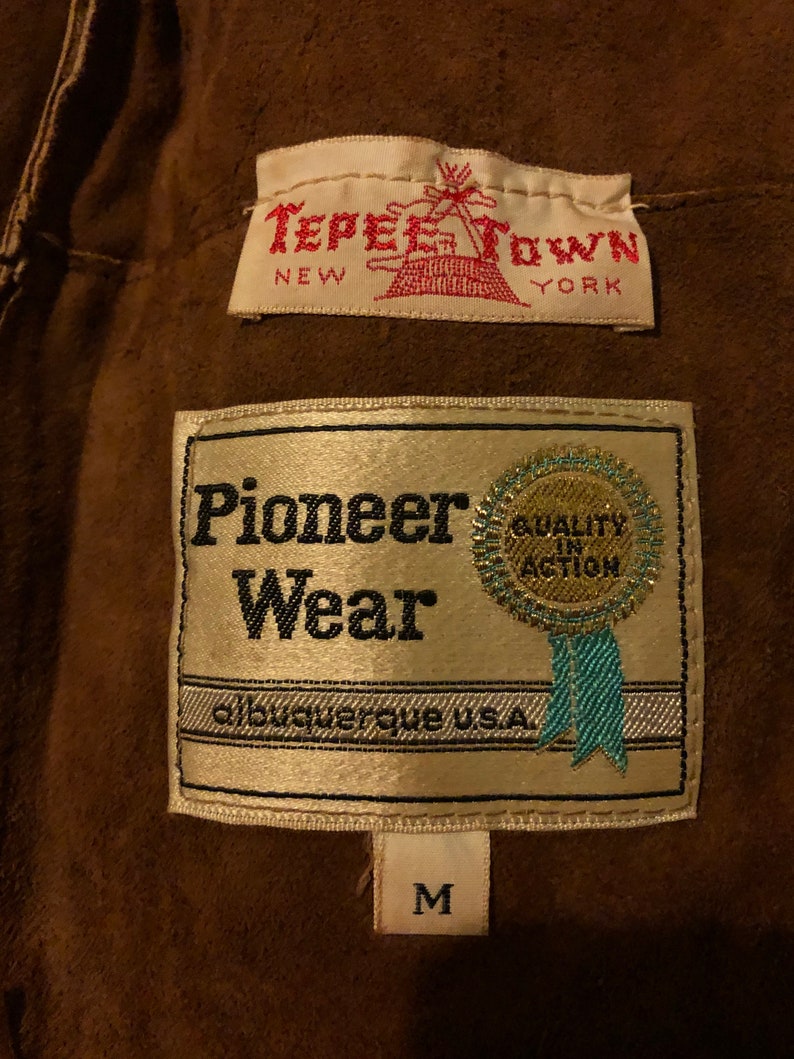 TEPEE TOWN
NEW YORK
Pioneer
Wear
QUALITY
IN
ACTION
albuquerque U.S.A.
M